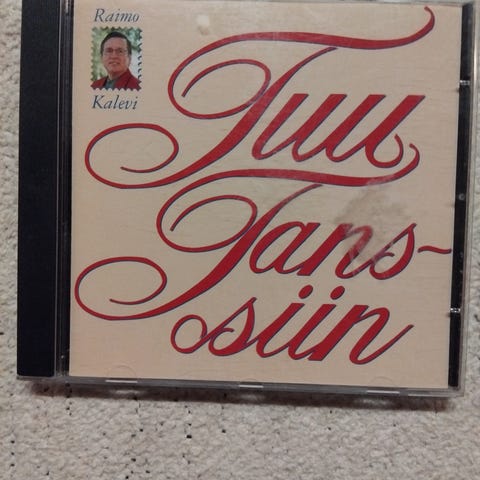 Raimo
Kalevi
Tuu
Tans-
siin